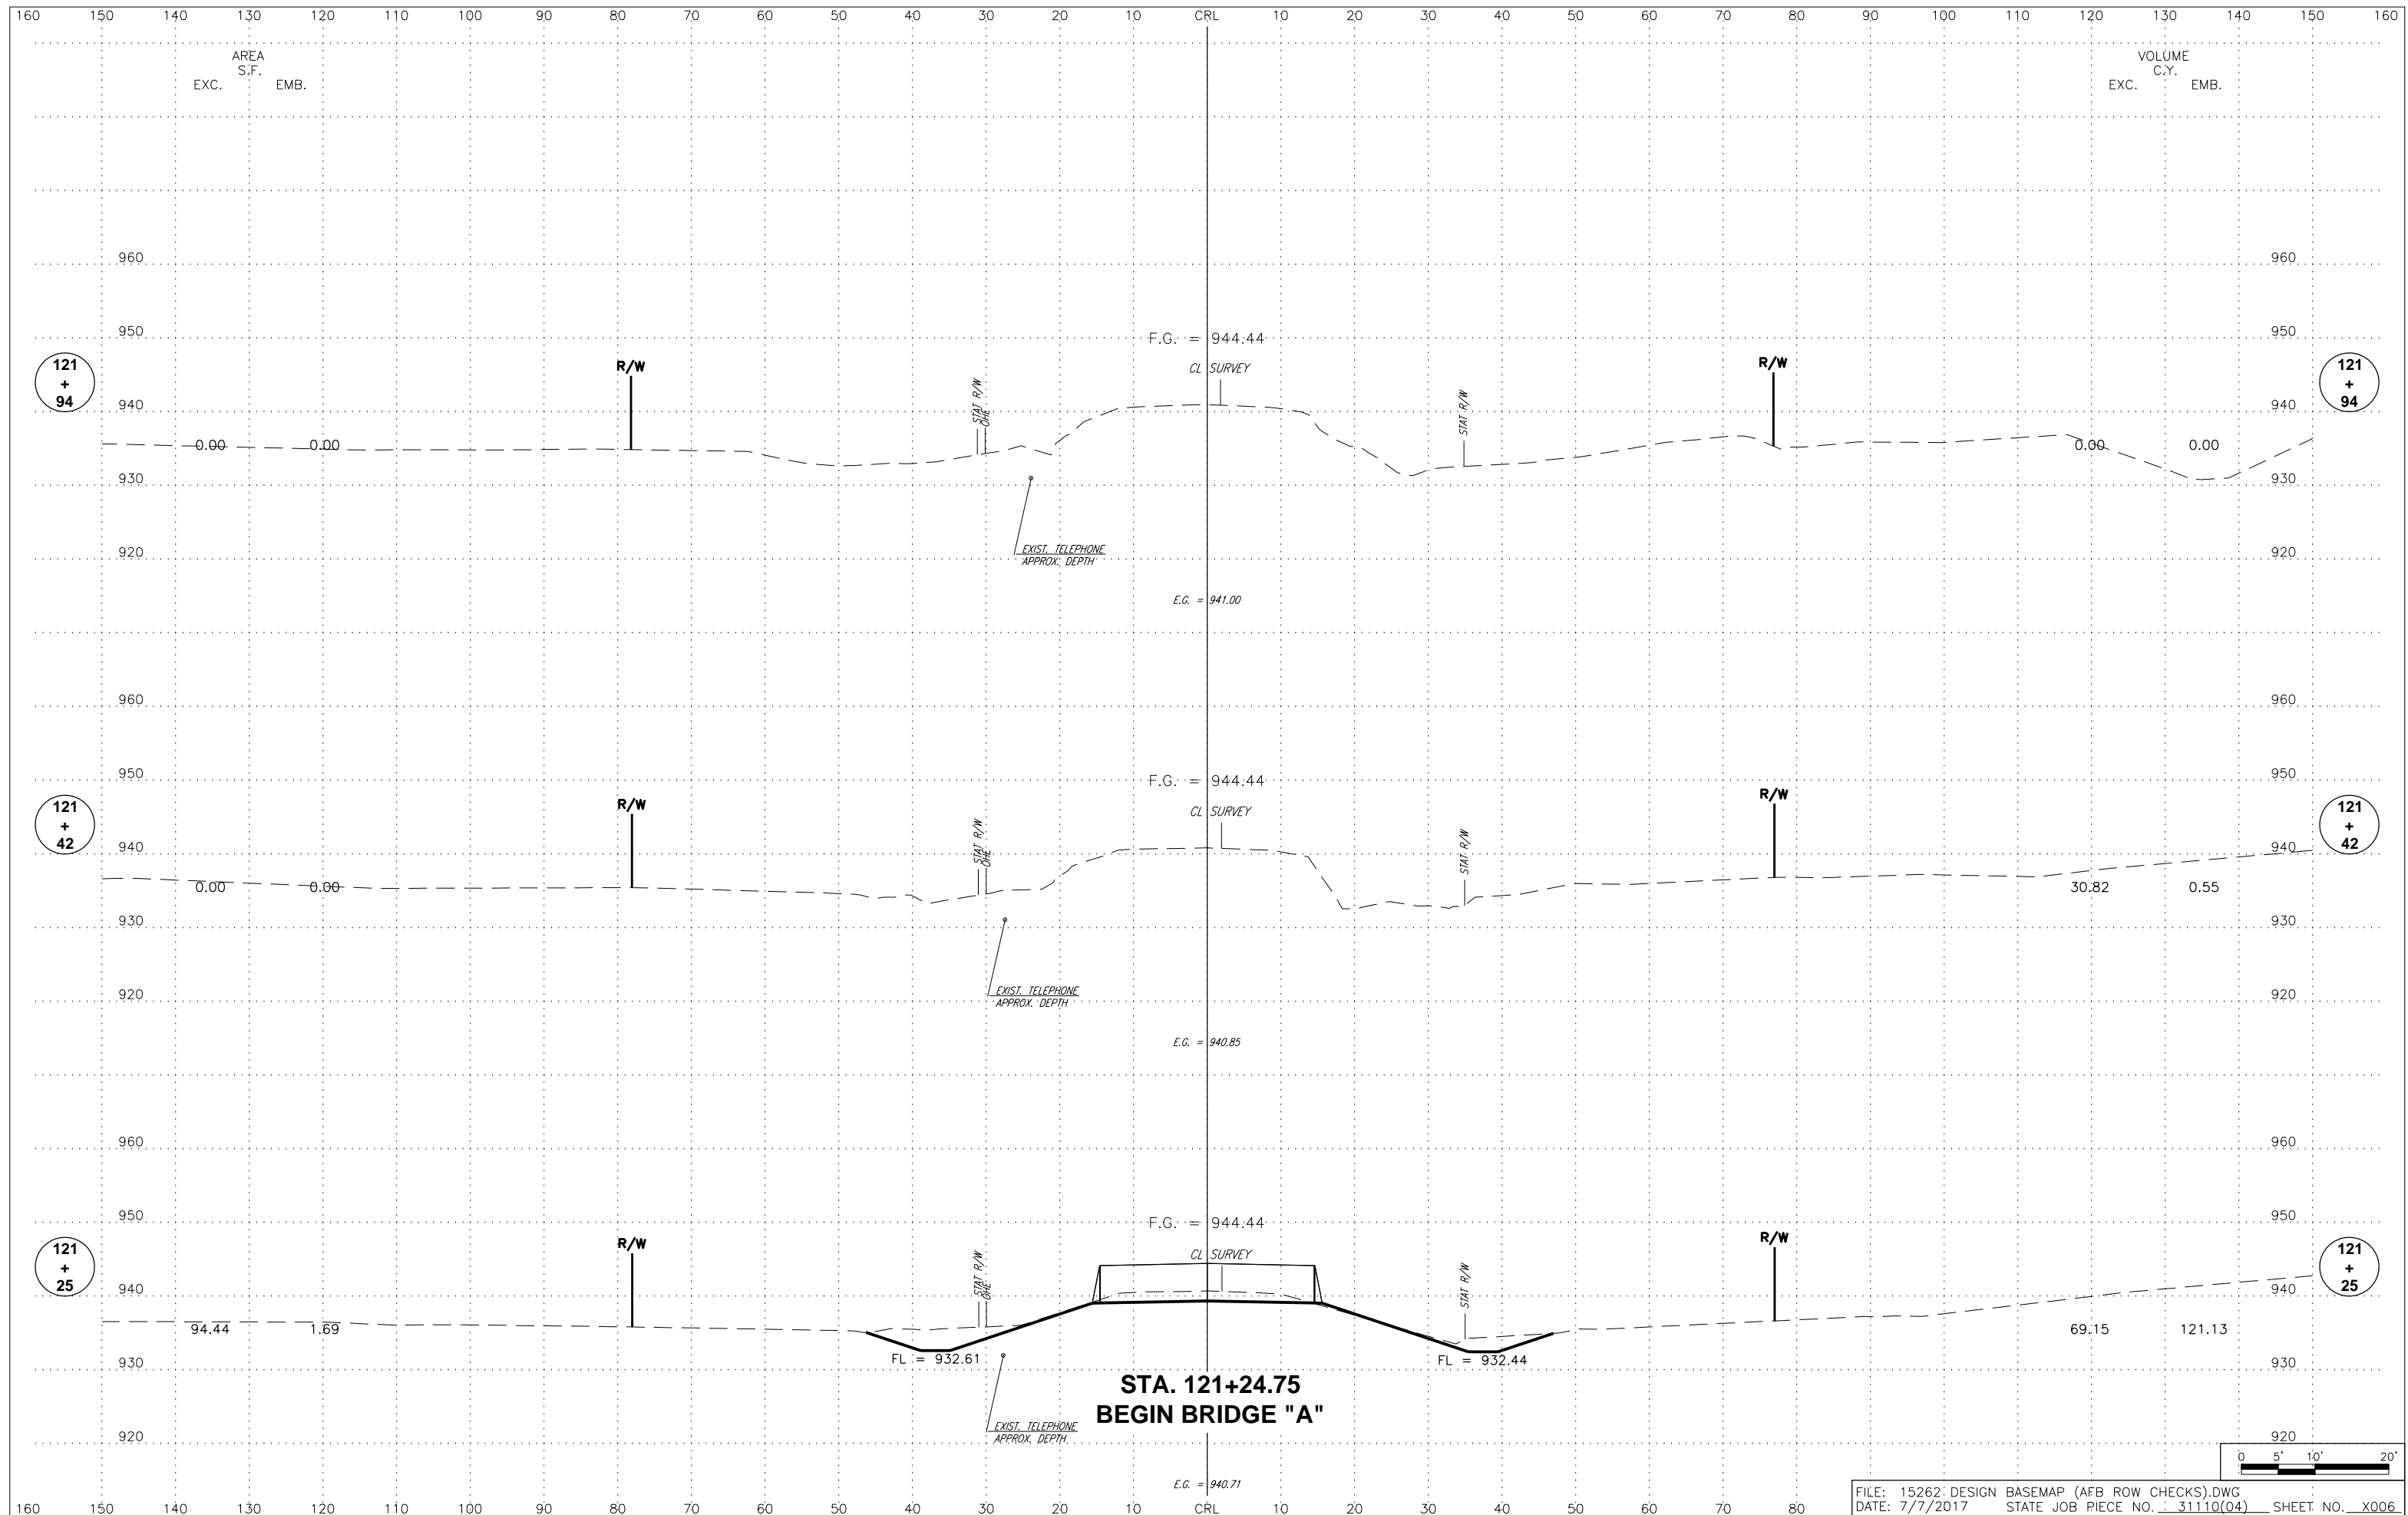 160 150 140 130 120 110 100 90 80 70 60 50 40 30 20 10 CRL 10 20 30 40 50 60 70 80 90 100 110 120 130 140 150 160
AREA
S.F.
EXC. EMB.
VOLUME
C.Y.
EXC. EMB.
960 960
950 F.G. = 944.44 950
121
+
94
R/W
STAT R/W
OHE
CL SURVEY
STAT R/W
R/W
121
+
94
940 940
0.00 0.00 0.00 0.00
930 930
920 920
EXIST. TELEPHONE
APPROX. DEPTH
E.G. = 941.00
960 960
950 F.G. = 944.44 950
121
+
42
R/W
STAT R/W
OHE
CL SURVEY
STAT R/W
R/W
121
+
42
940 940
0.00 0.00 30.82 0.55
930 930
920 920
EXIST. TELEPHONE
APPROX. DEPTH
E.G. = 940.85
960 960
950 F.G. = 944.44 950
121
+
25
R/W
STAT R/W
OHE
CL SURVEY
STAT R/W
R/W
121
+
25
940 940
94.44 1.69 69.15 121.13
FL = 932.61 FL = 932.44
930 930
STA. 121+24.75
BEGIN BRIDGE "A"
EXIST. TELEPHONE
APPROX. DEPTH
920 920
E.G. = 940.71
0 5' 10' 20'
160 150 140 130 120 110 100 90 80 70 60 50 40 30 20 10 CRL 10 20 30 40 50 60 70 80
FILE: 15262 DESIGN BASEMAP (AFB ROW CHECKS).DWG
DATE: 7/7/2017 STATE JOB PIECE NO. 31110(04) SHEET NO. X006